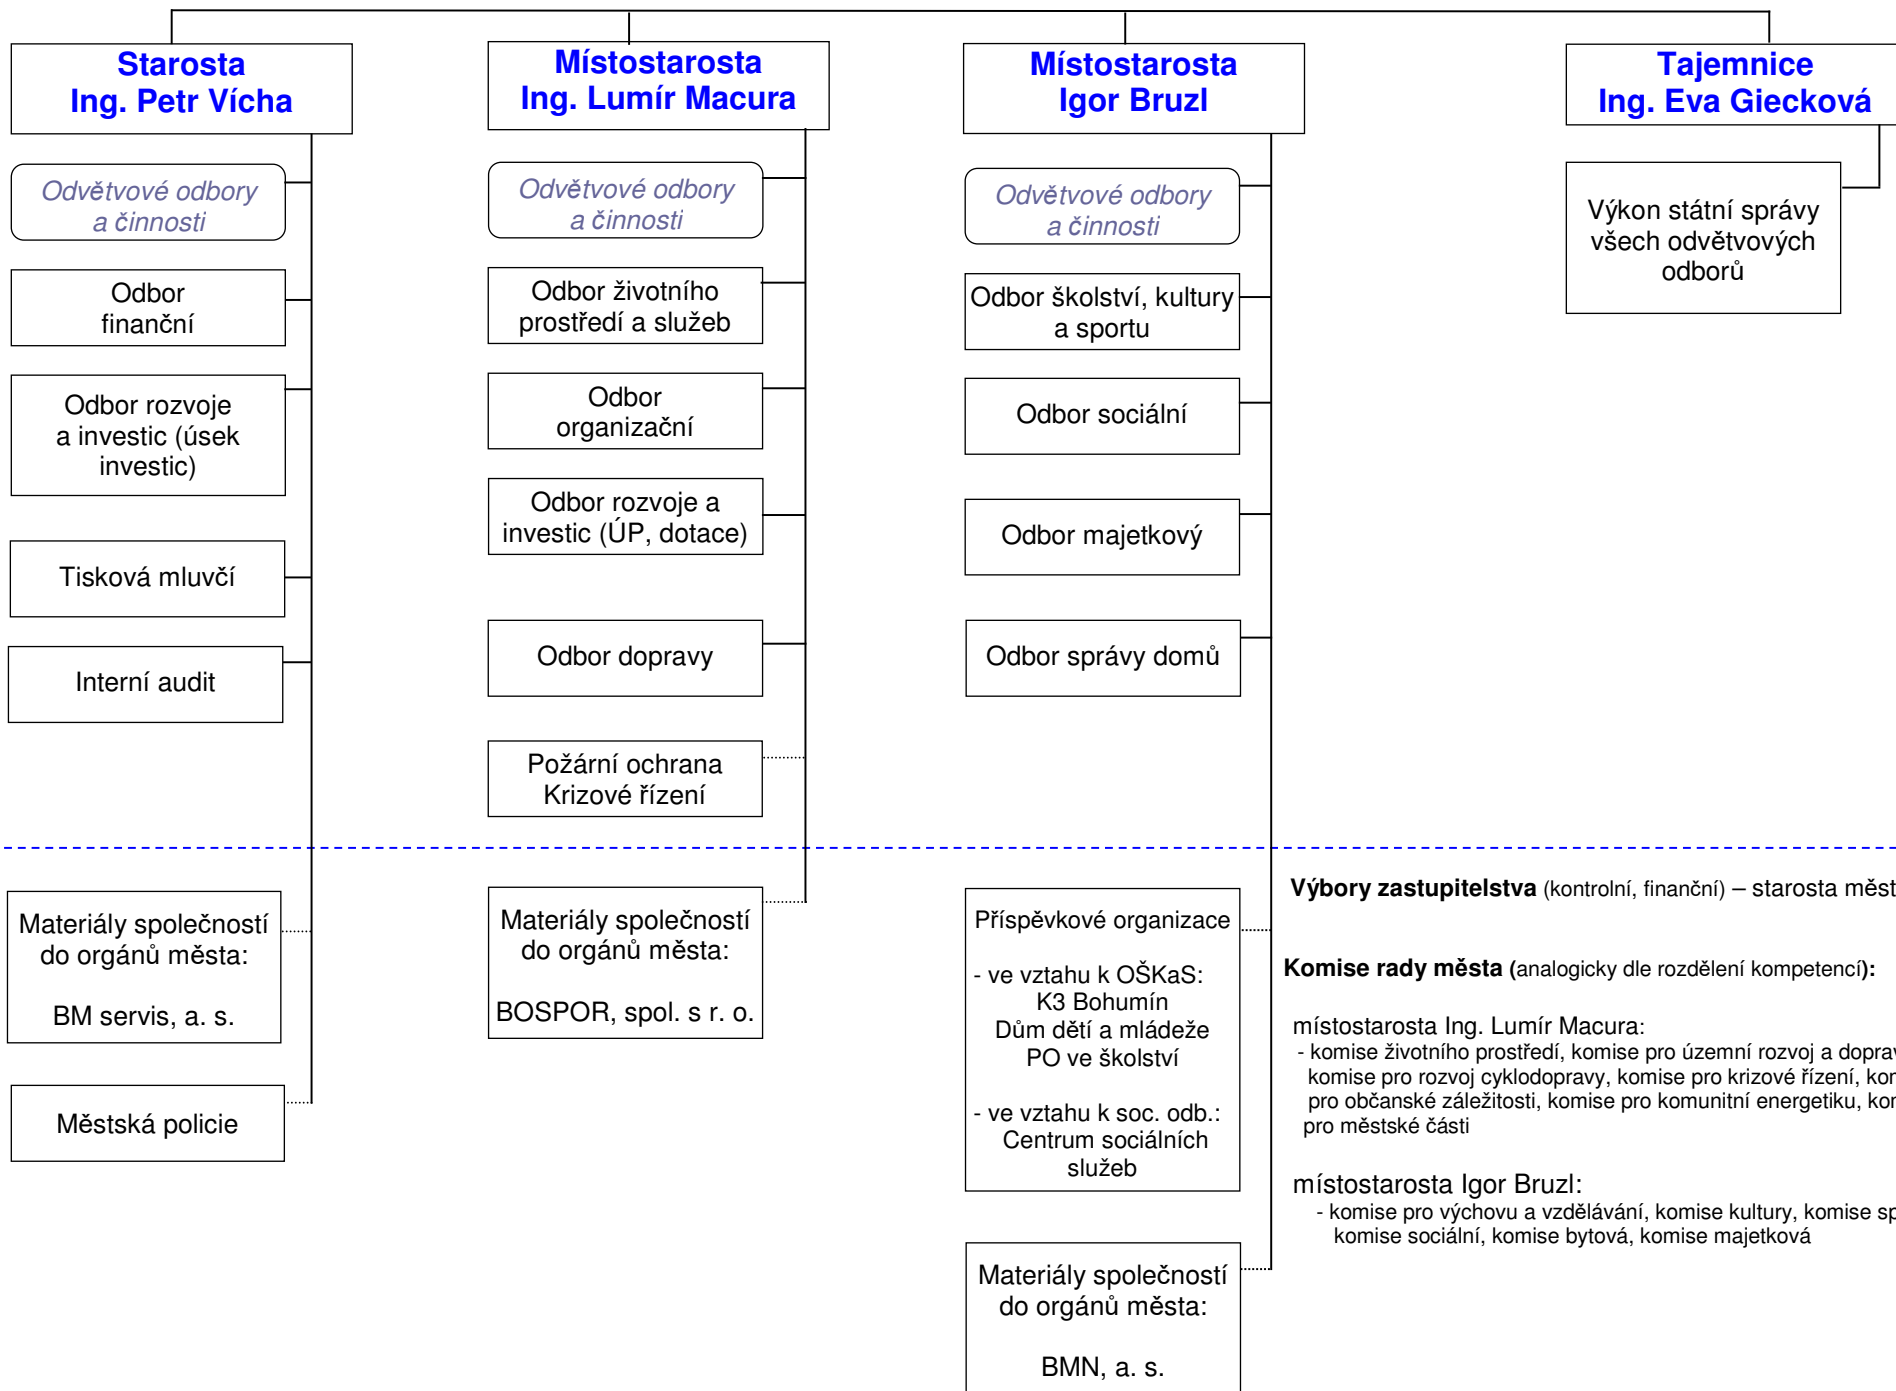 Starosta
Ing. Petr Vícha
Odvětvové odbory
a činnosti
Odbor
finanční
Odbor rozvoje
a investic (úsek
investic)
Tisková mluvčí
Interní audit
Materiály společností
do orgánů města:
BM servis, a. s.
Městská policie
Místostarosta
Ing. Lumír Macura
Odvětvové odbory
a činnosti
Odbor životního
prostředí a služeb
Odbor
organizační
Odbor rozvoje a
investic (ÚP, dotace)
Odbor dopravy
Požární ochrana
Krizové řízení
Materiály společností
do orgánů města:
BOSPOR, spol. s r. o.
Místostarosta
Igor Bruzl
Odvětvové odbory
a činnosti
Odbor školství, kultury
a sportu
Odbor sociální
Odbor majetkový
Odbor správy domů
Příspěvkové organizace
- ve vztahu k OŠKaS:
K3 Bohumín
Dům dětí a mládeže
PO ve školství
- ve vztahu k soc. odb.:
Centrum sociálních
služeb
Materiály společností
do orgánů města:
BMN, a. s.
Tajemnice
Ing. Eva Giecková
Výkon státní správy
všech odvětvových
odborů
Výbory zastupitelstva (kontrolní, finanční) – starosta měst
Komise rady města (analogicky dle rozdělení kompetencí):
místostarosta Ing. Lumír Macura:
- komise životního prostředí, komise pro územní rozvoj a doprav
komise pro rozvoj cyklodopravy, komise pro krizové řízení, kom
pro občanské záležitosti, komise pro komunitní energetiku, kom
pro městské části
místostarosta Igor Bruzl:
- komise pro výchovu a vzdělávání, komise kultury, komise sp
komise sociální, komise bytová, komise majetková